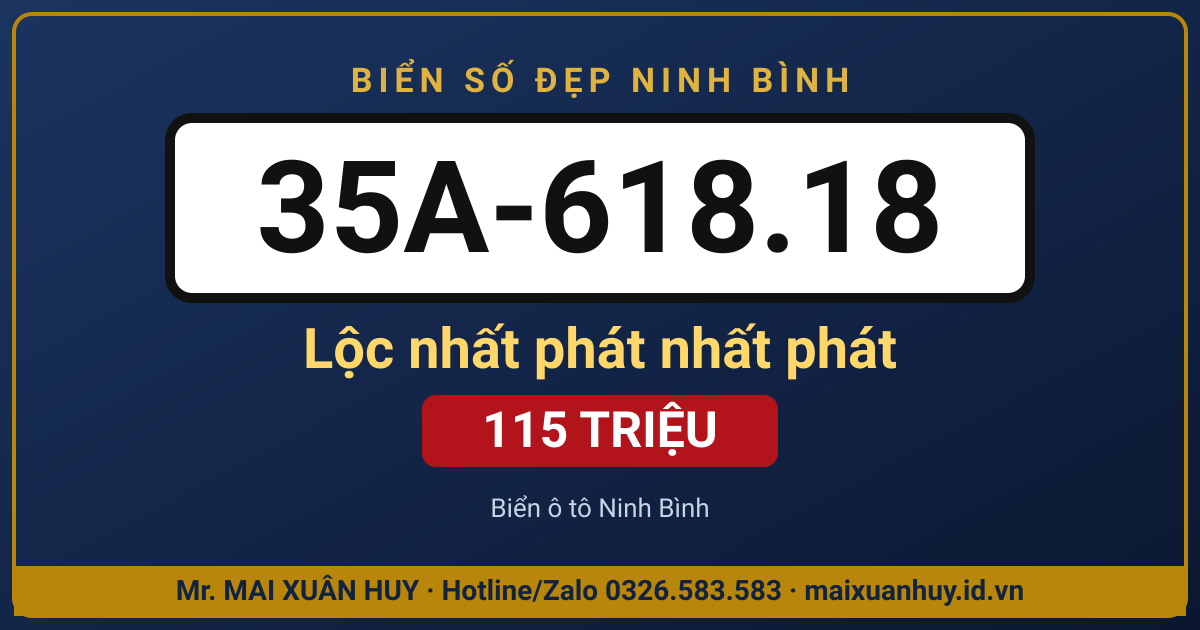 BIỂN SỐ ĐẸP NINH BÌNH
35A-618.18
Lộc nhất phát nhất phát
115 TRIỆU
Biển ô tô Ninh Bình
Mr. MAI XUÂN HUY · Hotline/Zalo 0326.583.583 · maixuanhuy.id.vn